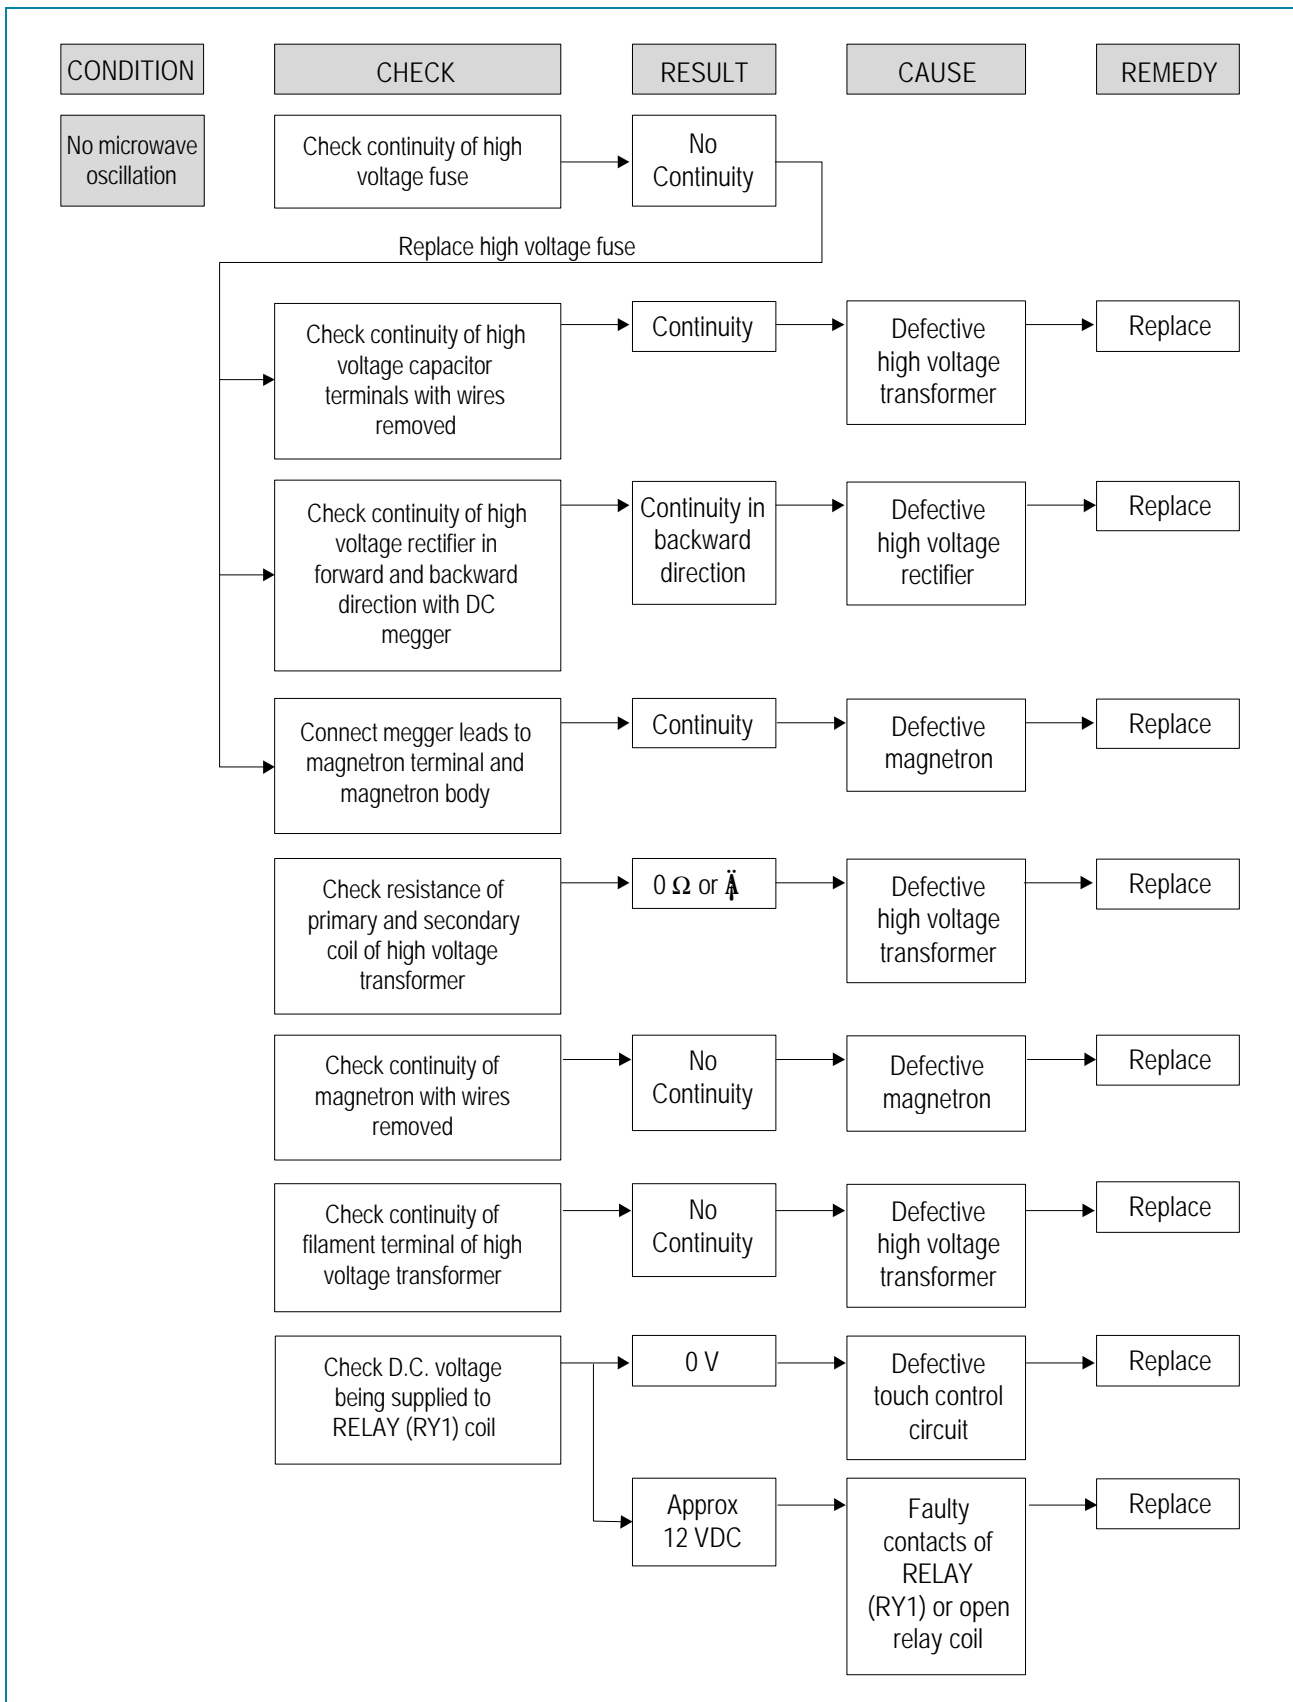 CONDITION
CHECK
RESULT
CAUSE
REMEDY
No microwave
oscillation
Check continuity of high
voltage fuse
No
Continuity
Replace high voltage fuse
Check continuity of high
voltage capacitor
terminals with wires
removed
Continuity
Defective
high voltage
transformer
Replace
Check continuity of high
voltage rectifier in
forward and backward
direction with DC
megger
Continuity in
backward
direction
Defective
high voltage
rectifier
Replace
Connect megger leads to
magnetron terminal and
magnetron body
Continuity
Defective
magnetron
Replace
Check resistance of
primary and secondary
coil of high voltage
transformer
0 Ω or
Defective
high voltage
transformer
Replace
Check continuity of
magnetron with wires
removed
No
Continuity
Defective
magnetron
Replace
Check continuity of
filament terminal of high
voltage transformer
No
Continuity
Defective
high voltage
transformer
Replace
Check D.C. voltage
being supplied to
RELAY (RY1) coil
0 V
Defective
touch control
circuit
Replace
Approx
12 VDC
Faulty
contacts of
RELAY
(RY1) or open
relay coil
Replace